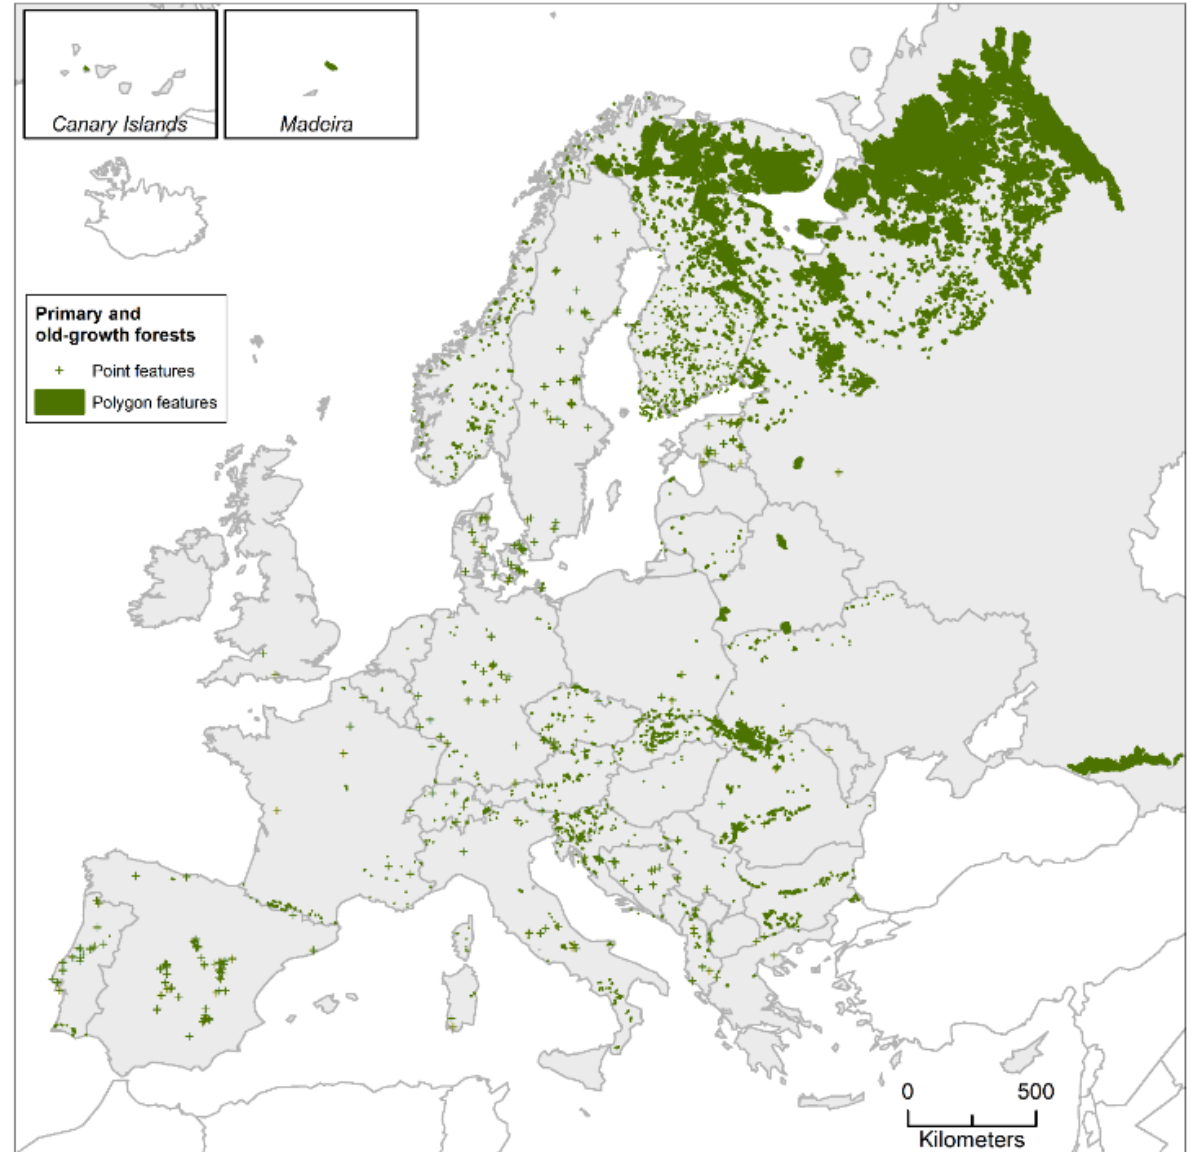 Canary Islands
Madeira
Primary and
old-growth forests
Point features
Polygon features
0 500
Kilometers